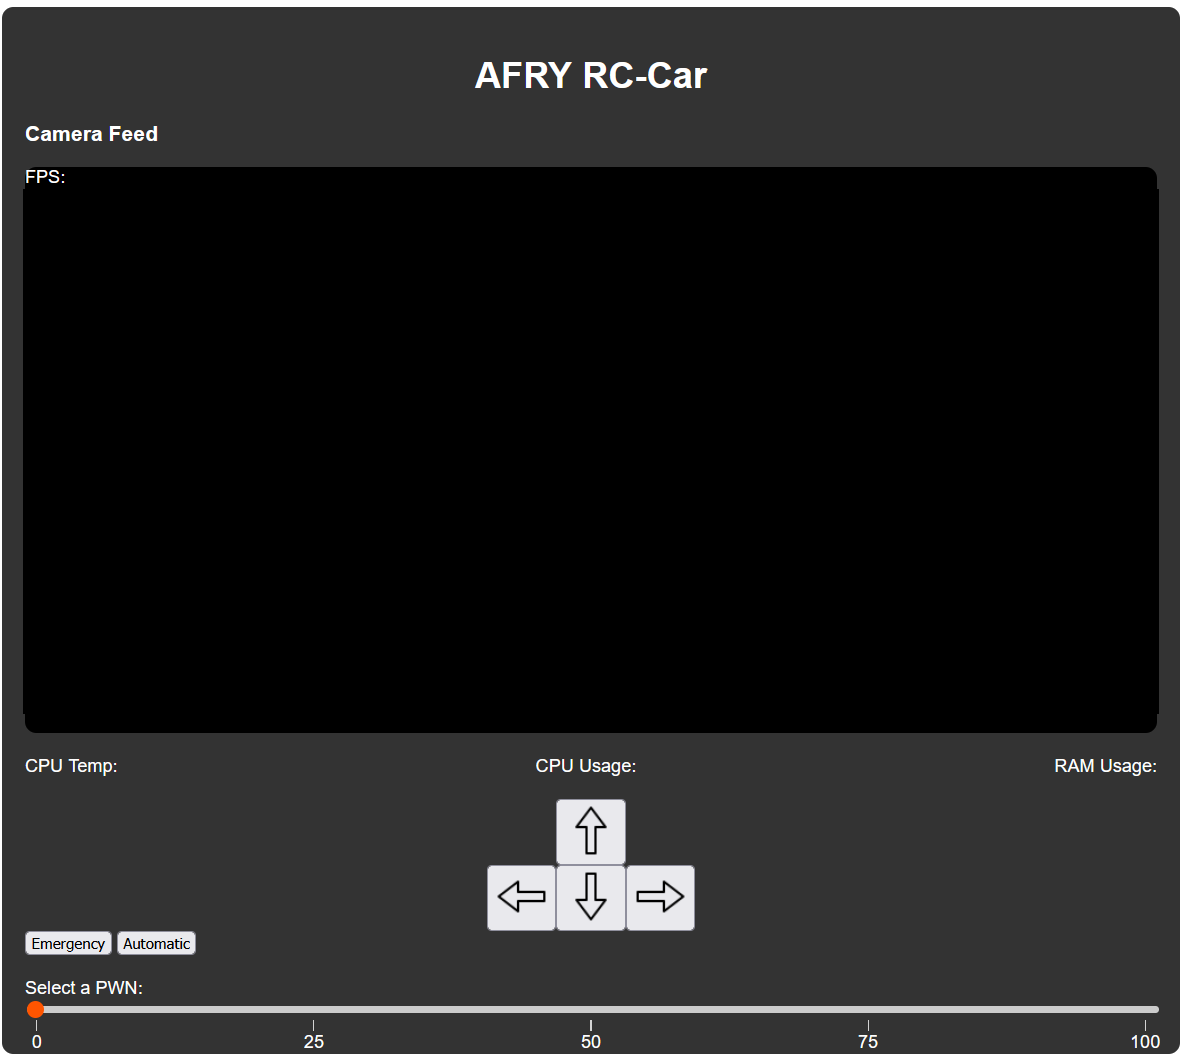 AFRY RC-Car
Camera Feed
FPS:
CPU Temp: CPU Usage: RAM Usage:
Emergency Automatic
Select a PWN:
0 25 50 75 100